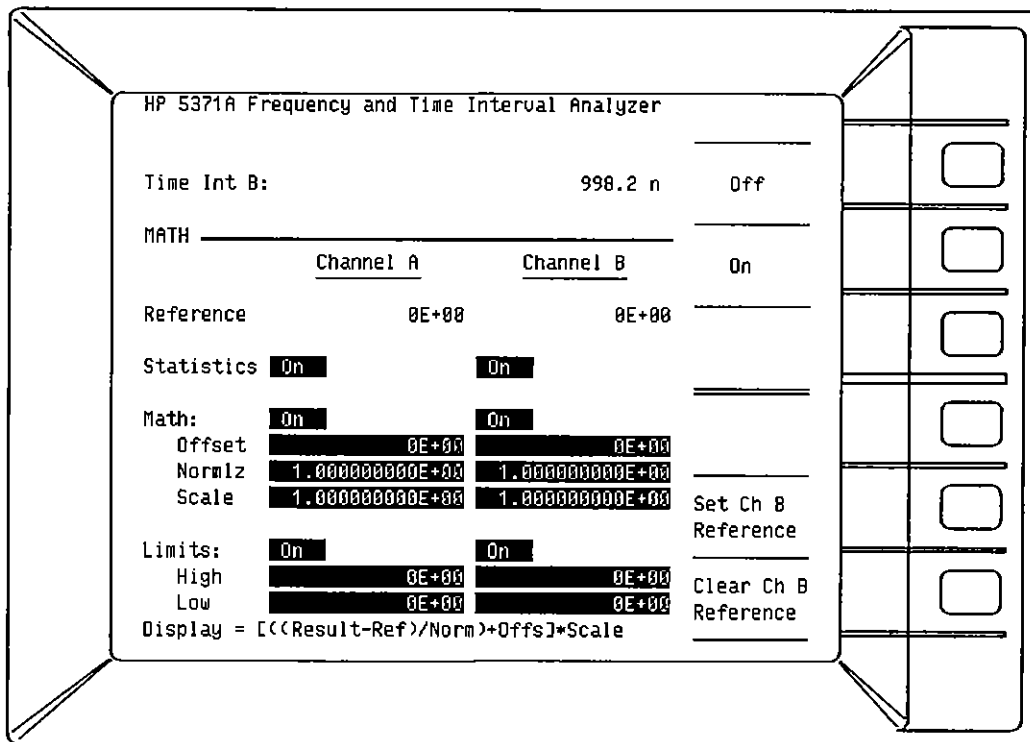 HP 5371A Frequency and Time Interval Analyzer
Time Int B: 998.2 n
Off
MATH
Channel A Channel B
On
Reference 0E+00 0E+00
Statistics On On
Math: On On
Offset 0E+00 0E+00
Normlz 1.000000000E+00 1.000000000E+00
Scale 1.000000000E+00 1.000000000E+00
Set Ch B
Reference
Limits: On On
High 0E+00 0E+00
Low 0E+00 0E+00
Clear Ch B
Reference
Display = [((Result-Ref)/Norm)+Offs]*Scale